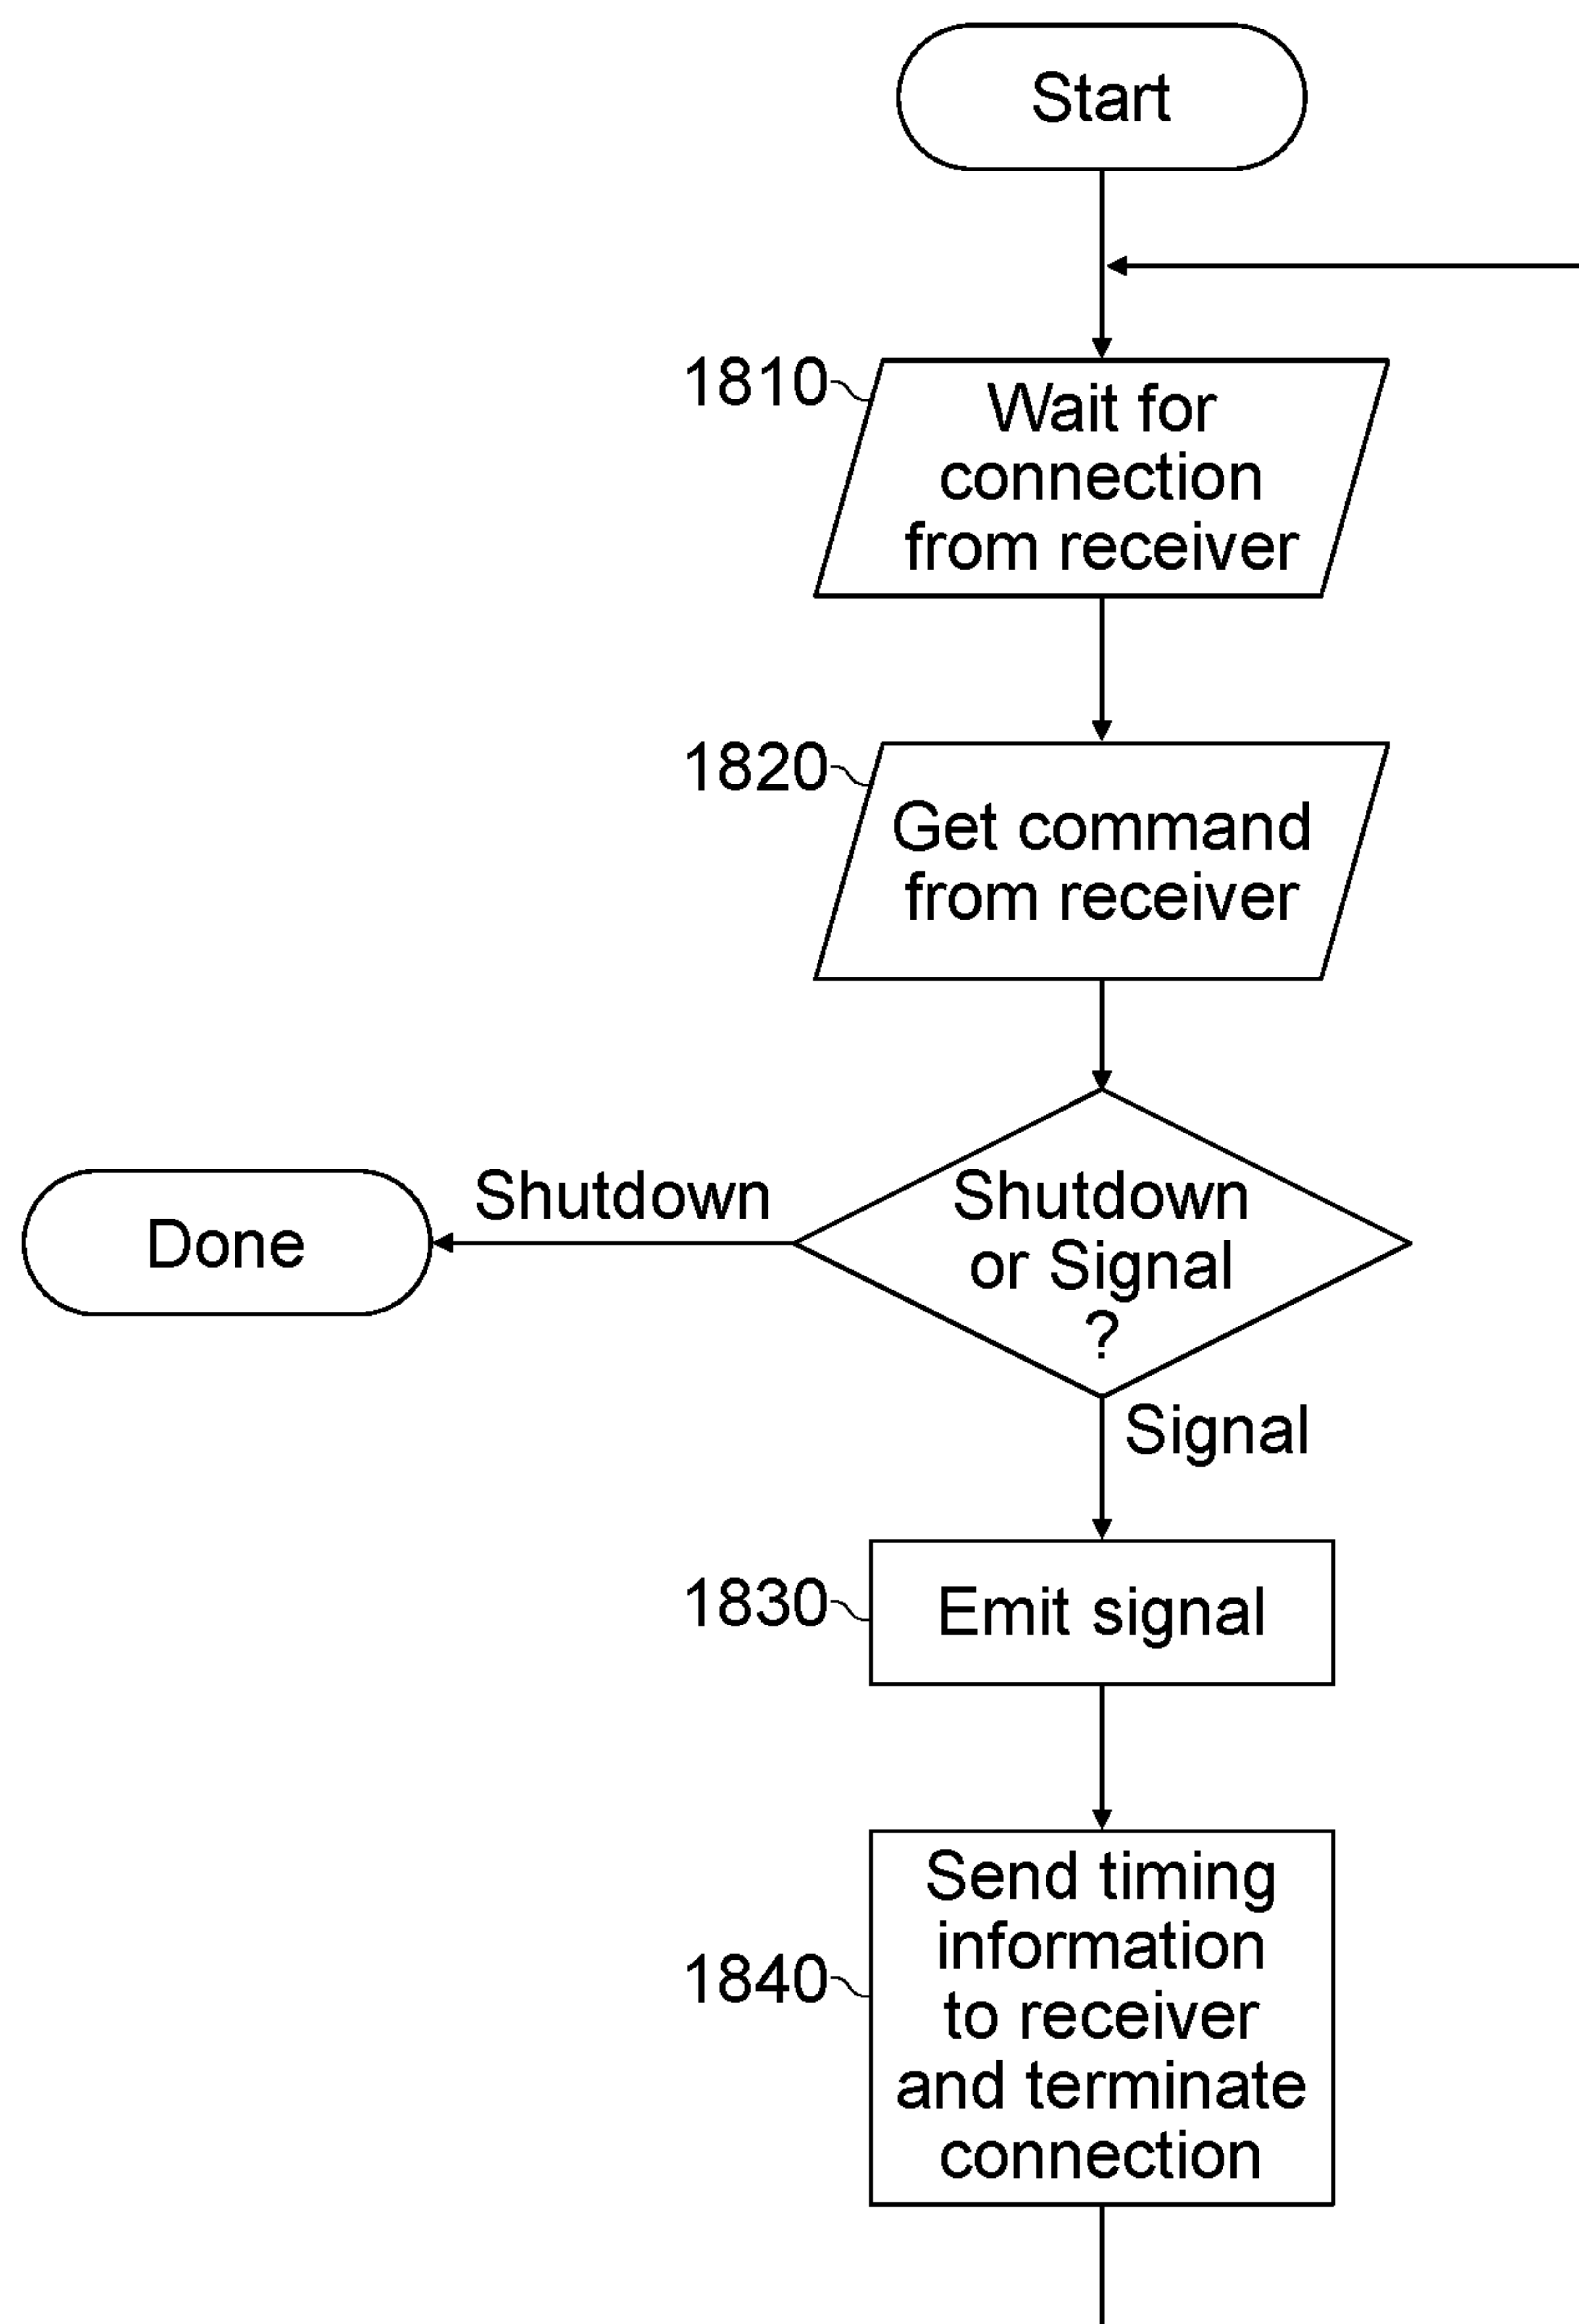 Start
1810
Wait for
connection
from receiver
1820
Get command
from receiver
Shutdown
Shutdown
or Signal
?
Done
Signal
1830
Emit signal
1840
Send timing
information
to receiver
and terminate
connection